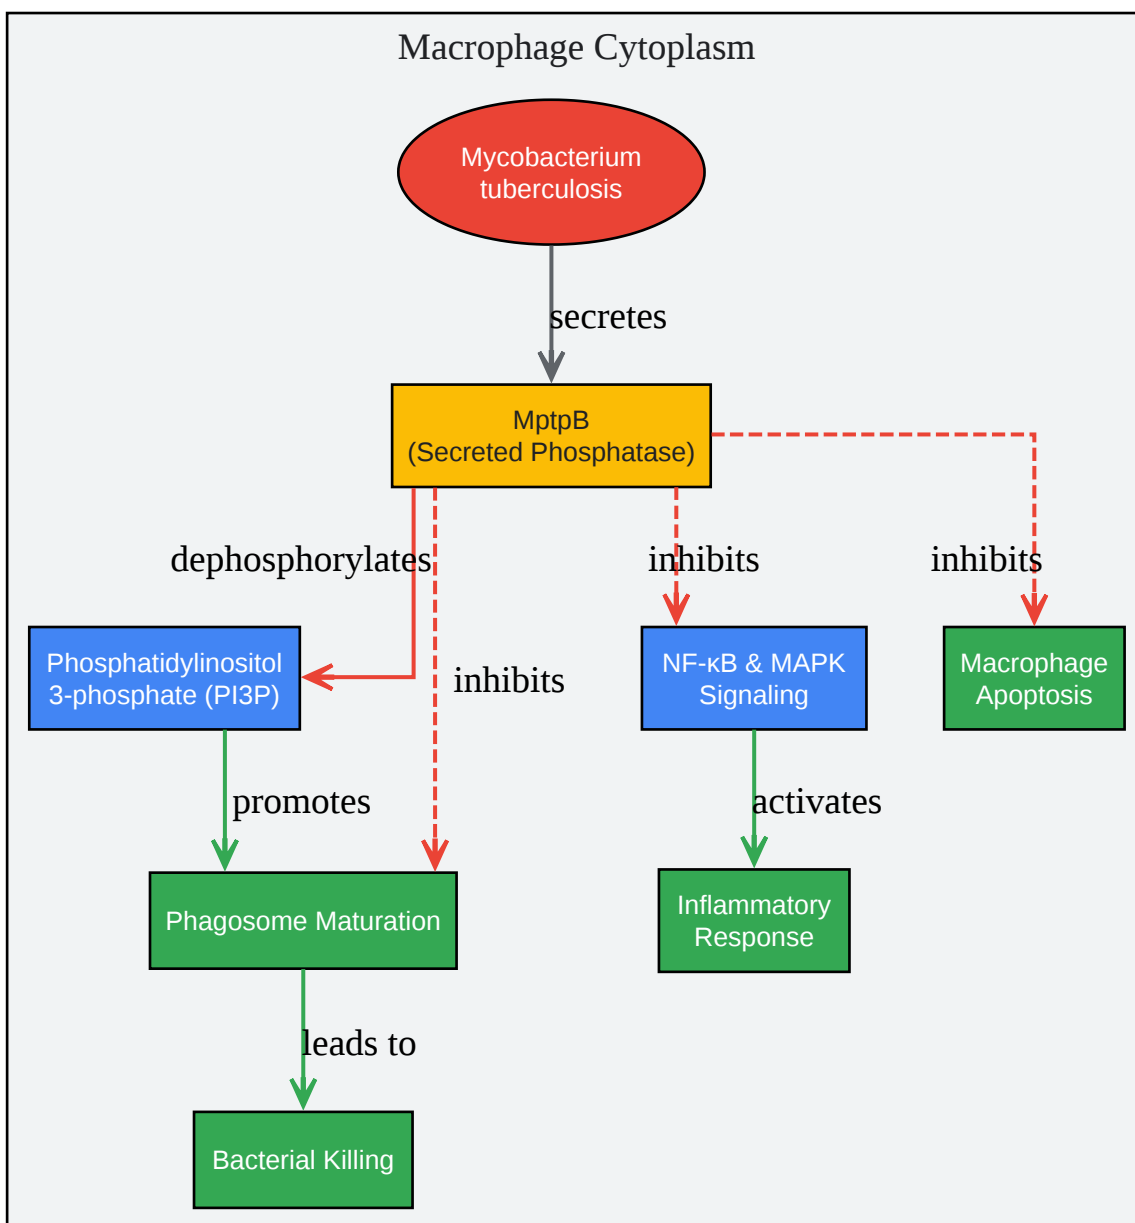 Macrophage Cytoplasm
Mycobacterium
tuberculosis
secretes
MptpB
(Secreted Phosphatase)
dephosphorylates
inhibits
inhibits
Phosphatidylinositol
3-phosphate (PI3P)
inhibits
NF-κB & MAPK
Signaling
Macrophage
Apoptosis
promotes
activates
Phagosome Maturation
Inflammatory
Response
leads to
Bacterial Killing